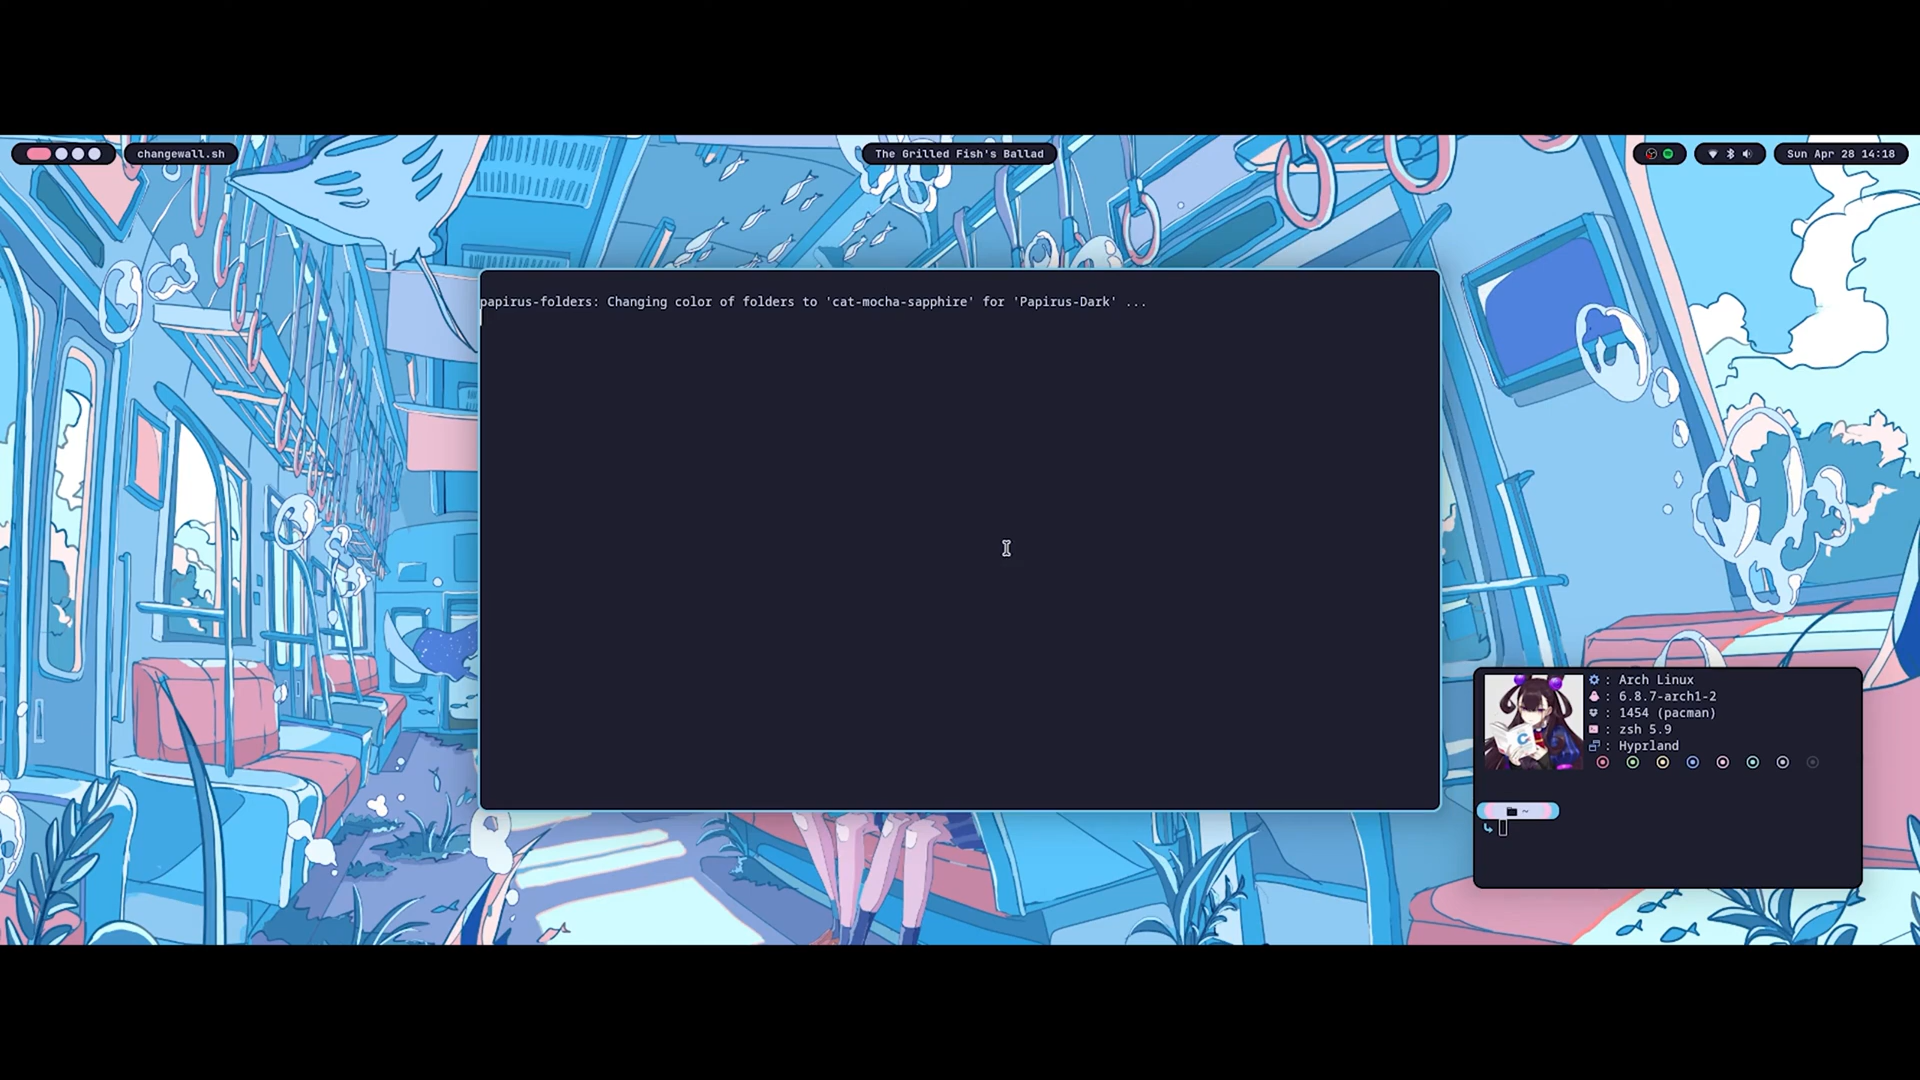 changewall.sh
The Grilled Fish's Ballad
Sun Apr 28 14:18
papirus-folders: Changing color of folders to 'cat-mocha-sapphire' for 'Papirus-Dark' ...
: Arch Linux
: 6.8.7-arch1-2
: 1454 (pacman)
: zsh 5.9
: Hyprland
~